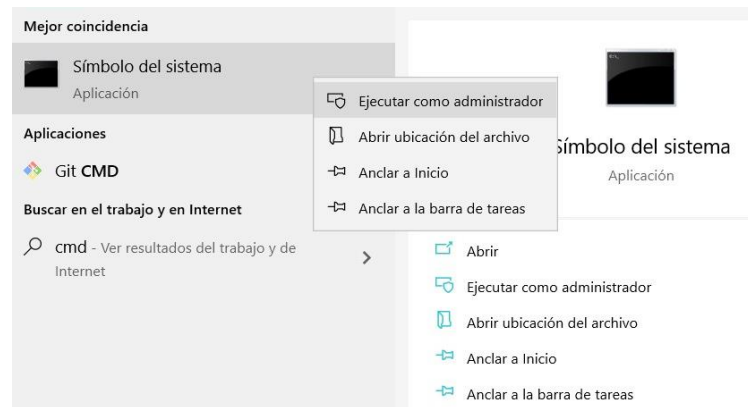 Mejor coincidencia
Símbolo del sistema
Aplicación
Aplicaciones
Git CMD
Buscar en el trabajo y en Internet
cmd - Ver resultados del trabajo y de
Internet
Ejecutar como administrador
Abrir ubicación del archivo
Anclar a Inicio
Anclar a la barra de tareas
Símbolo del sistema
Aplicación
Abrir
Ejecutar como administrador
Abrir ubicación del archivo
Anclar a Inicio
Anclar a la barra de tareas